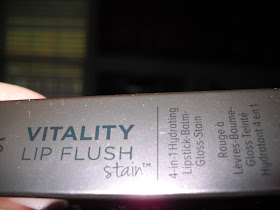 VITALITY
LIP FLUSH
stain™
4-in-1 Hydrating
Lipstick-Balm-
Gloss-Stain
Rouge à
Lèvres-Baume-
Gloss Teinté
Hydratant 4 en 1